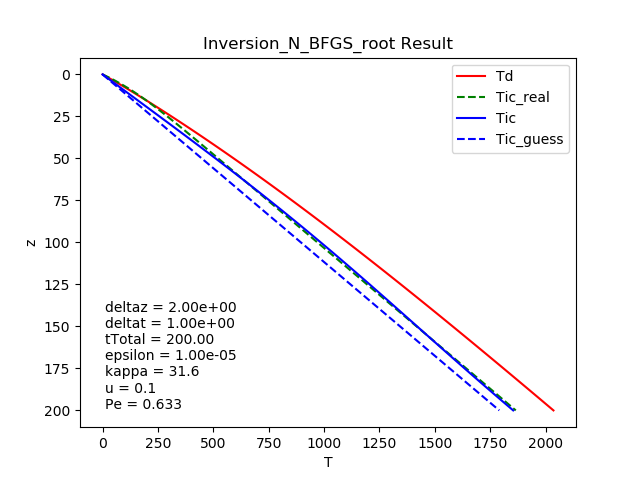 Inversion_N_BFGS_root Result
Td
Tic_real
Tic
Tic_guess
0
25
50
75
100
125
150
175
200
z
deltaz = 2.00e+00
deltat = 1.00e+00
tTotal = 200.00
epsilon = 1.00e-05
kappa = 31.6
u = 0.1
Pe = 0.633
0 250 500 750 1000 1250 1500 1750 2000
T